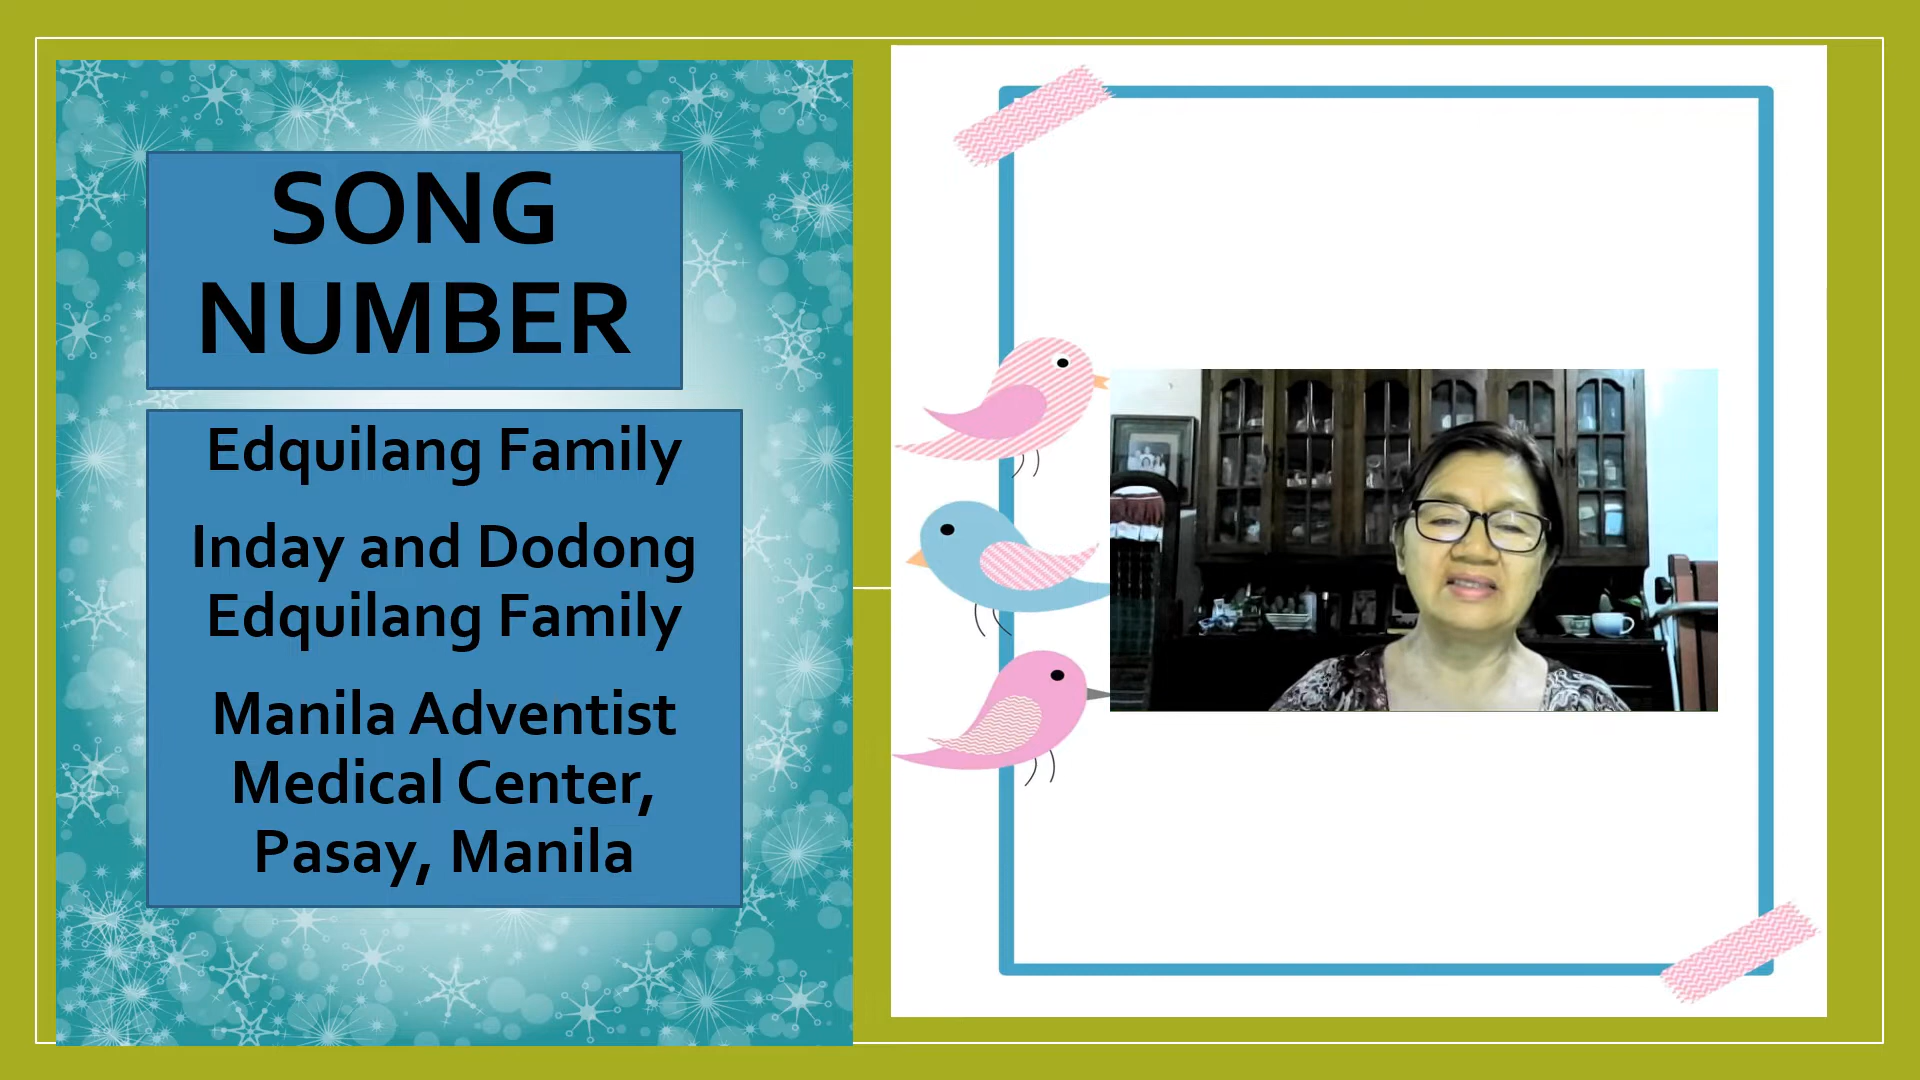 SONG
NUMBER
Edquilang Family
Inday and Dodong
Edquilang Family
Manila Adventist
Medical Center,
Pasay, Manila